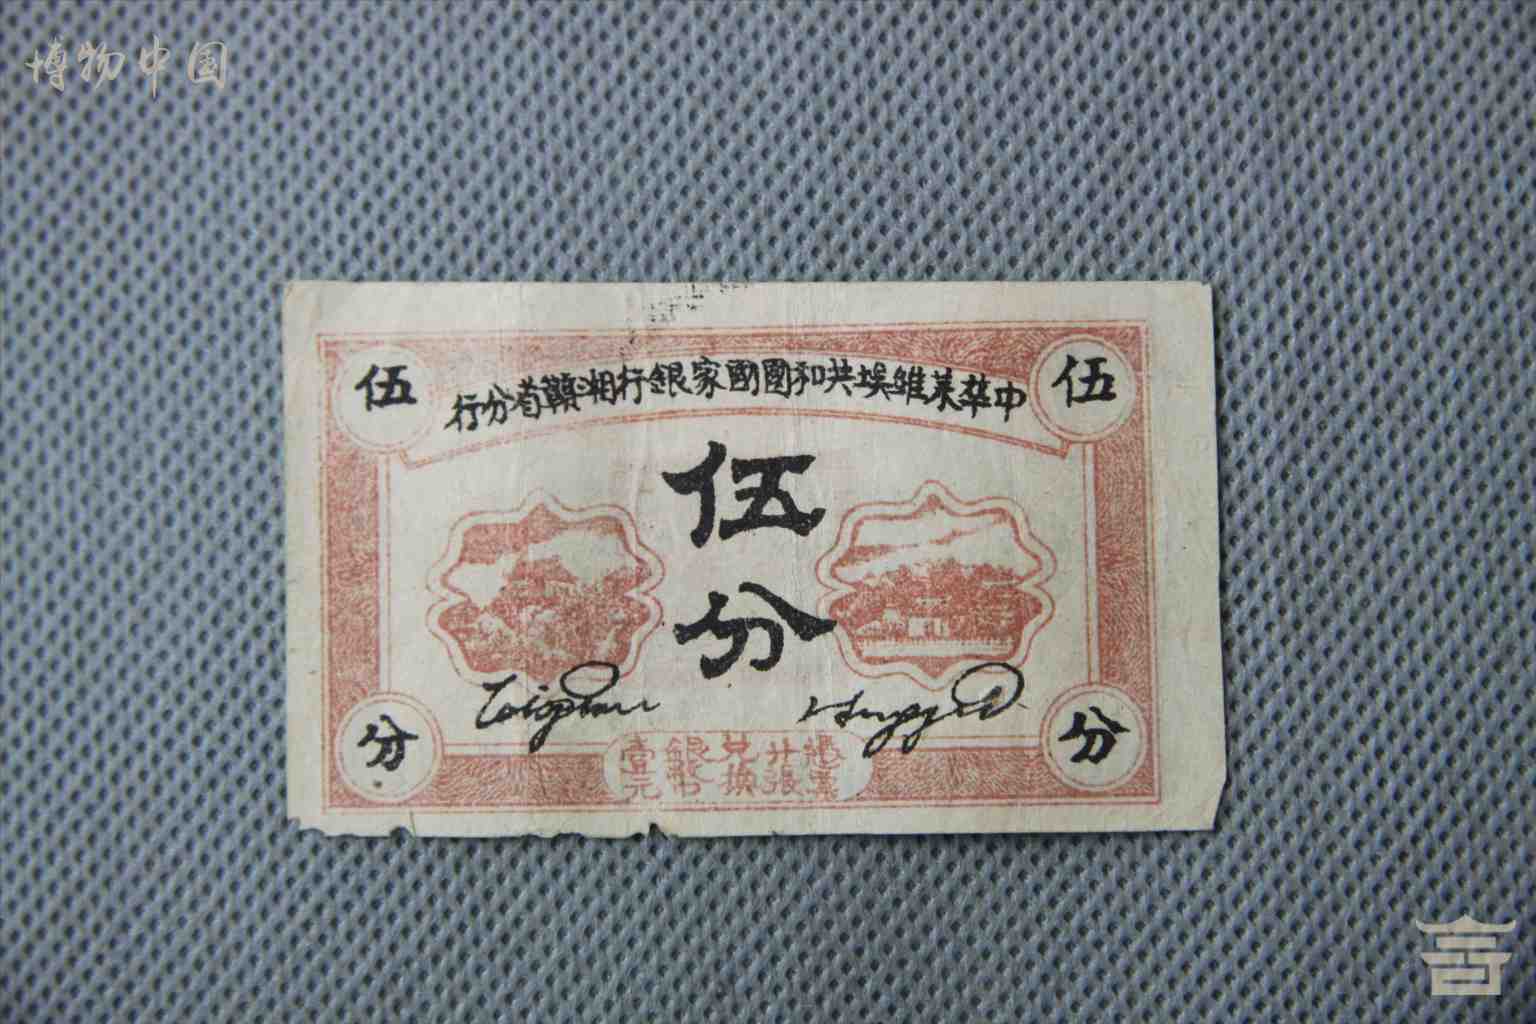 博物中国
中華蘇維埃共和國國家銀行湘贛省分行
伍
伍
伍
分
分
分
憑票廿張兌換銀幣壹元